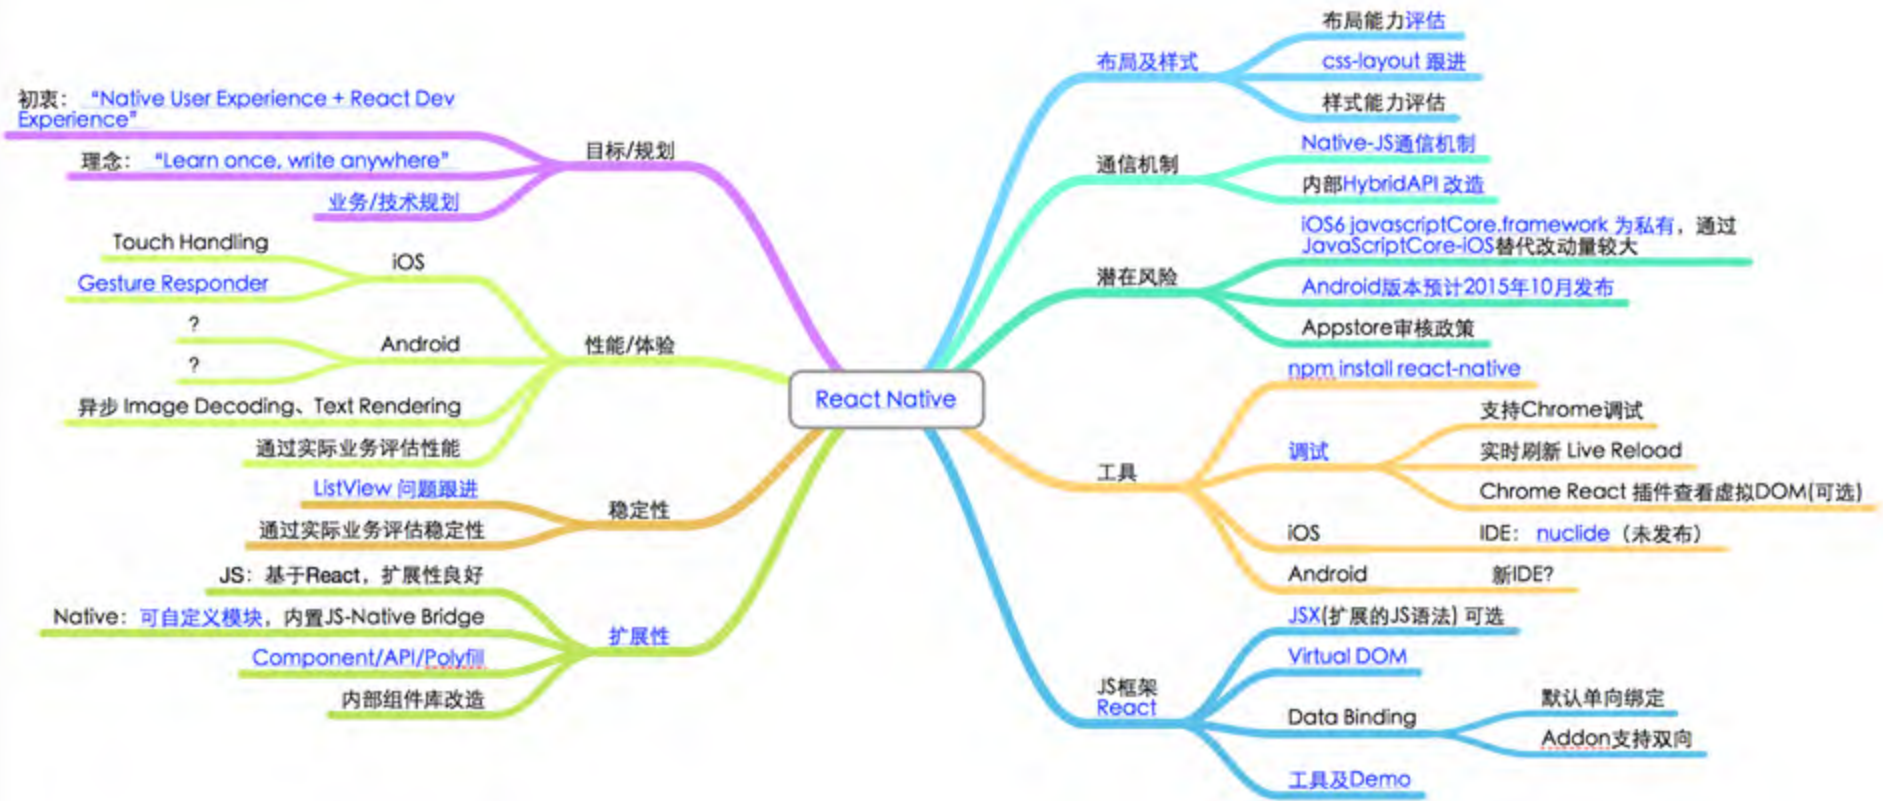 初衷： “Native User Experience + React Dev
Experience”
理念： “Learn once, write anywhere”
业务/技术规划
目标/规划
Touch Handling
Gesture Responder
iOS
?
?
Android
异步 Image Decoding、Text Rendering
通过实际业务评估性能
性能/体验
ListView 问题跟进
通过实际业务评估稳定性
稳定性
JS：基于React，扩展性良好
Native：可自定义模块，内置JS-Native Bridge
Component/API/Polyfill
内部组件库改造
扩展性
React Native
布局及样式
布局能力评估
css-layout 跟进
样式能力评估
通信机制
Native-JS通信机制
内部HybridAPI 改造
潜在风险
iOS6 javascriptCore.framework 为私有，通过
JavaScriptCore-iOS替代改动量较大
Android版本预计2015年10月发布
Appstore审核政策
工具
npm install react-native
调试
支持Chrome调试
实时刷新 Live Reload
Chrome React 插件查看虚拟DOM(可选)
iOS
IDE： nuclide（未发布）
Android
新IDE?
JS框架
React
JSX(扩展的JS语法) 可选
Virtual DOM
Data Binding
默认单向绑定
Addon支持双向
工具及Demo